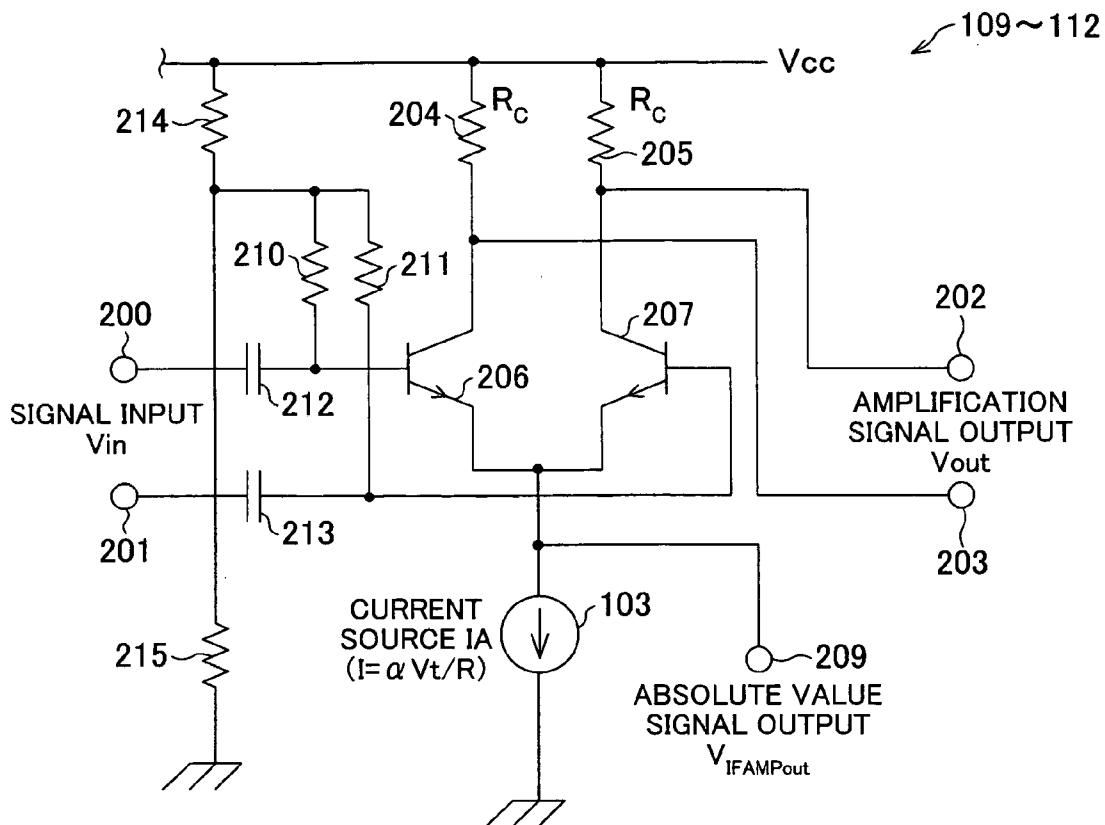 109～112
Vcc
214
204
RC
RC
205
210
211
200
207
202
206
212
SIGNAL INPUT
Vin
AMPLIFICATION
SIGNAL OUTPUT
Vout
201
213
203
CURRENT
SOURCE IA
(I=αVt/R)
103
215
209
ABSOLUTE VALUE
SIGNAL OUTPUT
VIFAMPout